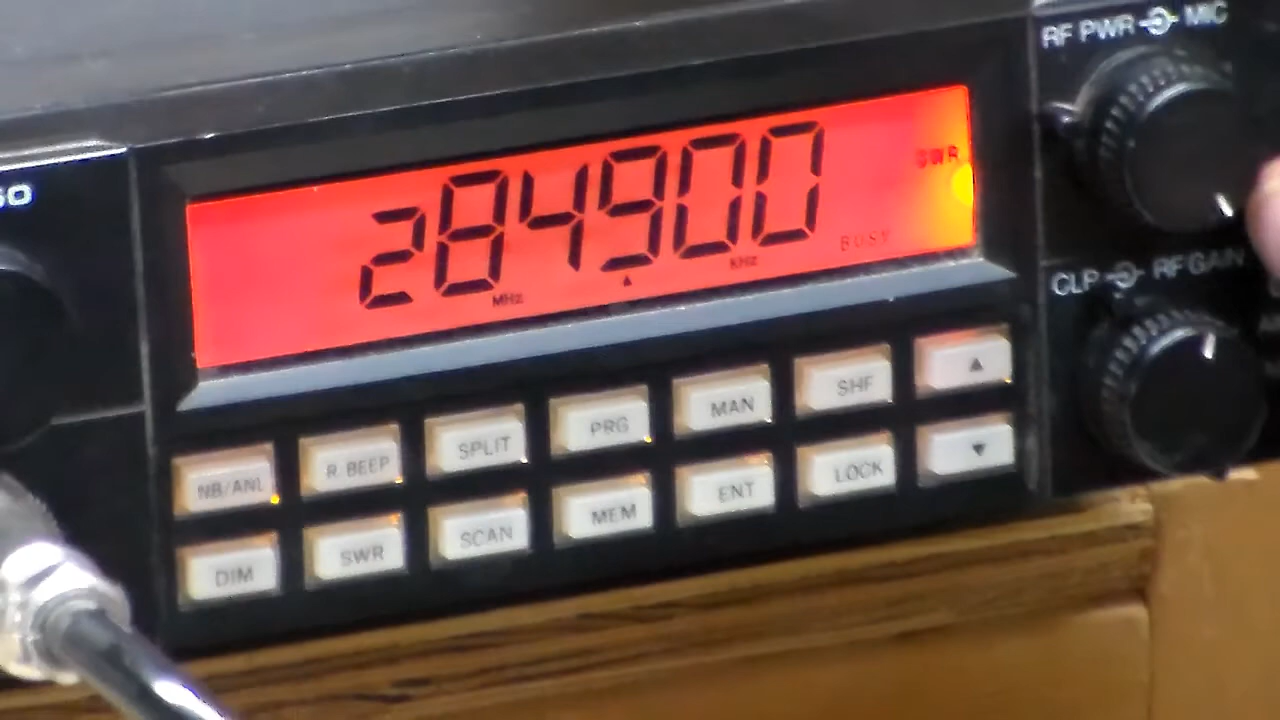 RF PWR MIC
284900
SWR
MHz
KHz
BUSY
CLP RF GAIN
NB/ANL R.BEEP SPLIT PRG MAN SHF ▲
DIM SWR SCAN MEM ENT LOCK ▼